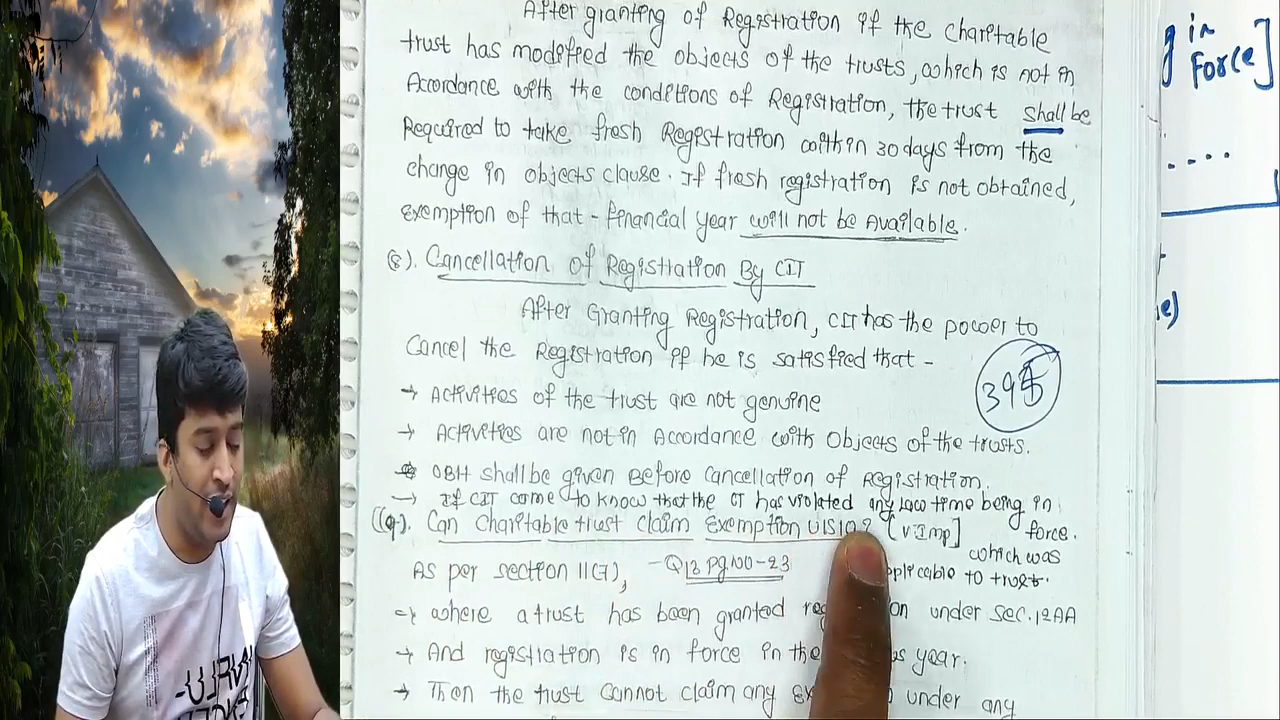 After granting of Registration if the Charitable
trust has modified the objects of the trusts, which is not in
Accordance with the conditions of Registration, the trust shall be
Required to take fresh Registration within 30 days from the
change in objects clause. If fresh registration is not obtained,
Exemption of that - financial year will not be Available.
(8). Cancellation of Registration By CIT
After Granting Registration, CIT has the power to
Cancel the Registration if he is satisfied that -
→ Activities of the trust are not genuine
→ Activities are not in Accordance with Objects of the trusts.
OBH shall be given Before Cancellation of Registration.
→ If CIT come to know that the CT has violated any Law time being in
force.
which was
applicable to trust.
(9). Can Charitable trust Claim Exemption U/S 10? [V.Imp]
As per section 11(7), - Q13 Pg 100-23
→ where a trust has been granted under Sec. 12AA
→ And registration is in force in the year.
→ Then the trust Cannot claim any under any
395
in
Force]
....